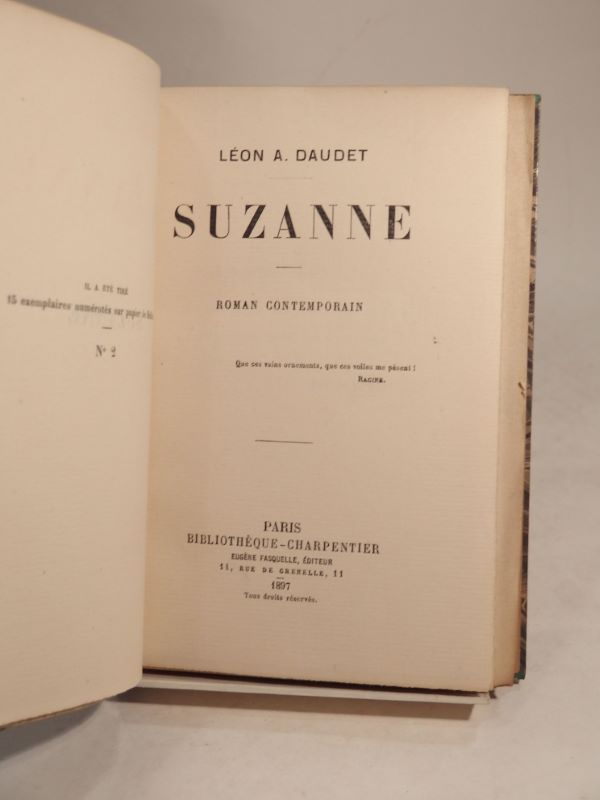 IL A ÉTÉ TIRÉ
15 exemplaires numérotés sur papier de
N° 2
LÉON A. DAUDET
SUZANNE
ROMAN CONTEMPORAIN
Que ces vains ornements, que ces voiles me pèsent !
RACINE.
PARIS
BIBLIOTHÈQUE-CHARPENTIER
EUGÈNE FASQUELLE, ÉDITEUR
11, RUE DE GRENELLE, 11
1897
Tous droits réservés.